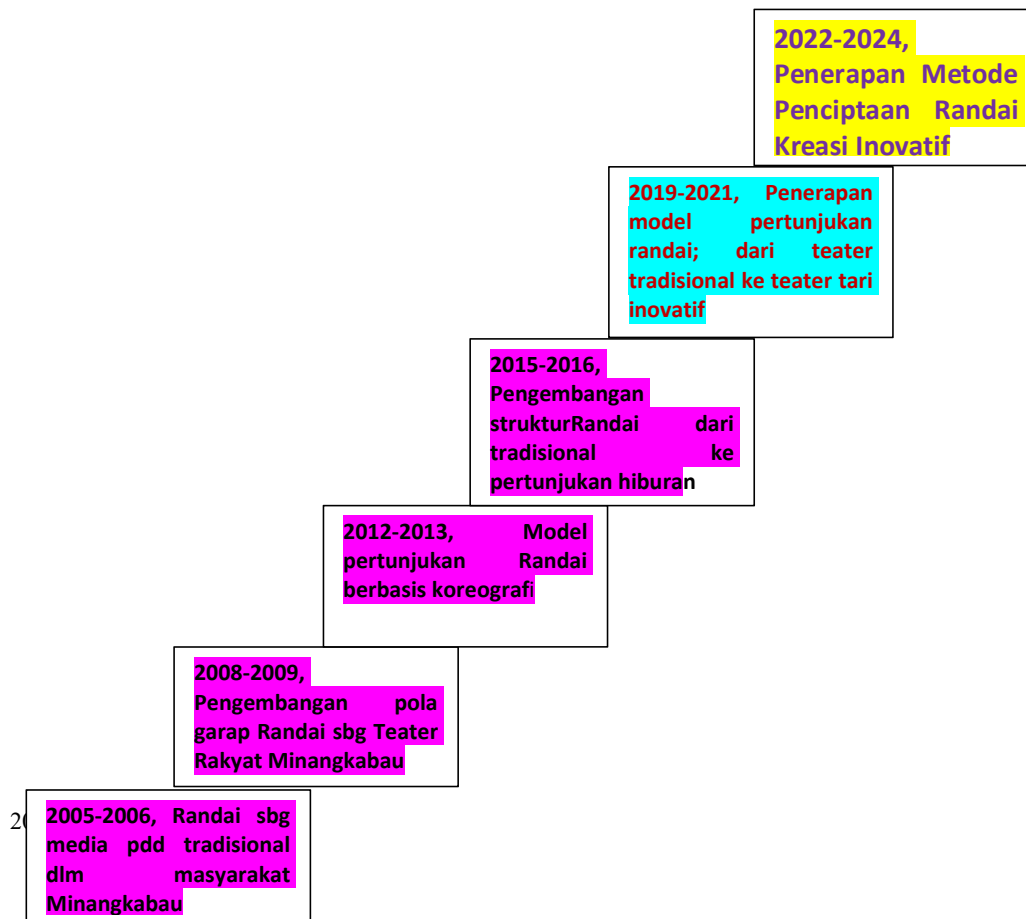 2022-2024,
Penerapan Metode
Penciptaan Randai
Kreasi Inovatif
2019-2021, Penerapan
model pertunjukan
randai; dari teater
tradisional ke teater tari
inovatif
2015-2016,
Pengembangan
strukturRandai dari
tradisional ke
pertunjukan hiburan
2012-2013, Model
pertunjukan Randai
berbasis koreografi
2008-2009,
Pengembangan pola
garap Randai sbg Teater
Rakyat Minangkabau
2005-2006, Randai sbg
media pdd tradisional
dlm masyarakat
Minangkabau